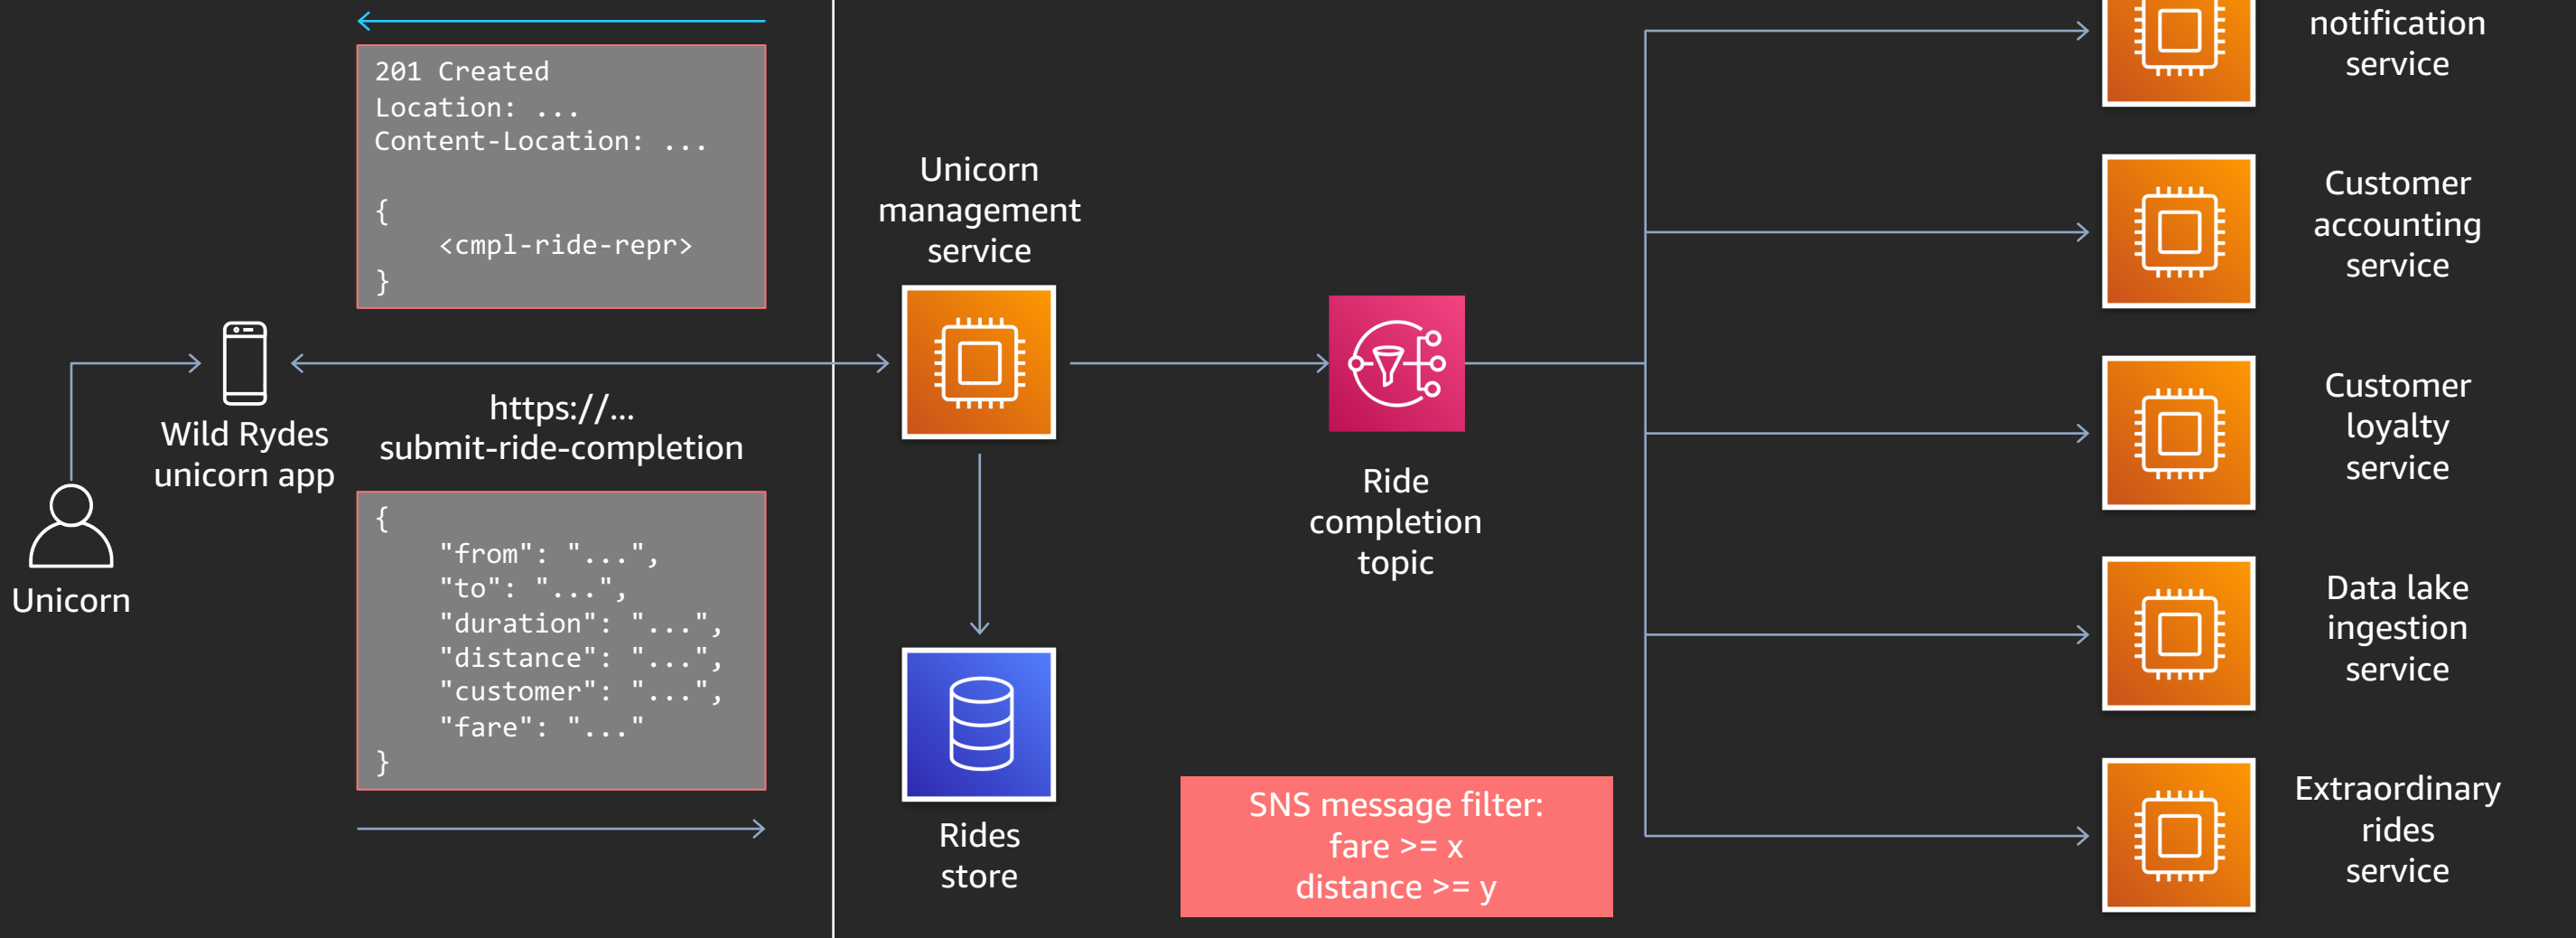 201 Created
Location: ...
Content-Location: ...
{
<cmpl-ride-repr>
}
Wild Rydes
unicorn app
Unicorn
https://...
submit-ride-completion
{
"from": "...",
"to": "...",
"duration": "...",
"distance": "...",
"customer": "...",
"fare": "..."
}
Unicorn
management
service
Rides
store
Ride
completion
topic
SNS message filter:
fare >= x
distance >= y
notification
service
Customer
accounting
service
Customer
loyalty
service
Data lake
ingestion
service
Extraordinary
rides
service